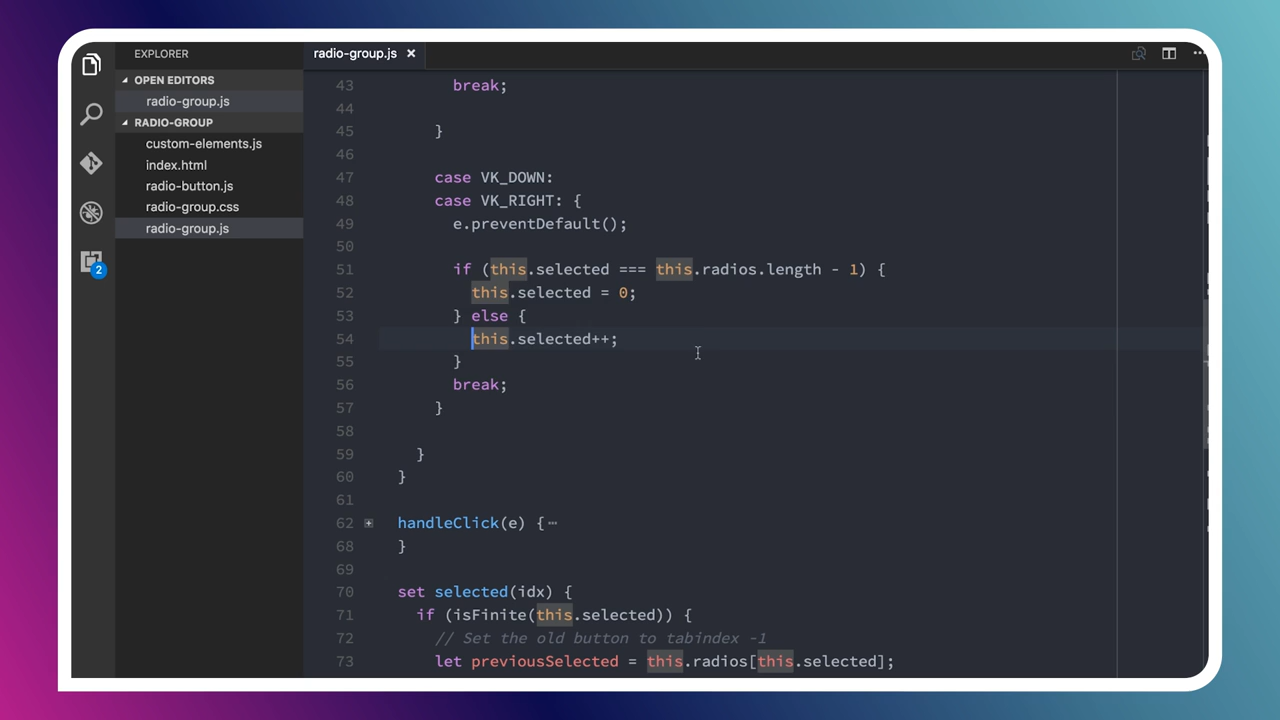 EXPLORER
OPEN EDITORS
radio-group.js
RADIO-GROUP
custom-elements.js
index.html
radio-button.js
radio-group.css
radio-group.js
2
radio-group.js ×
43 break;
44
45 }
46
47 case VK_DOWN:
48 case VK_RIGHT: {
49 e.preventDefault();
50
51 if (this.selected === this.radios.length - 1) {
52 this.selected = 0;
53 } else {
54 this.selected++;
55 }
56 break;
57 }
58
59 }
60 }
61
62 handleClick(e) {⋯
68 }
69
70 set selected(idx) {
71 if (isFinite(this.selected)) {
72 // Set the old button to tabindex -1
73 let previousSelected = this.radios[this.selected];